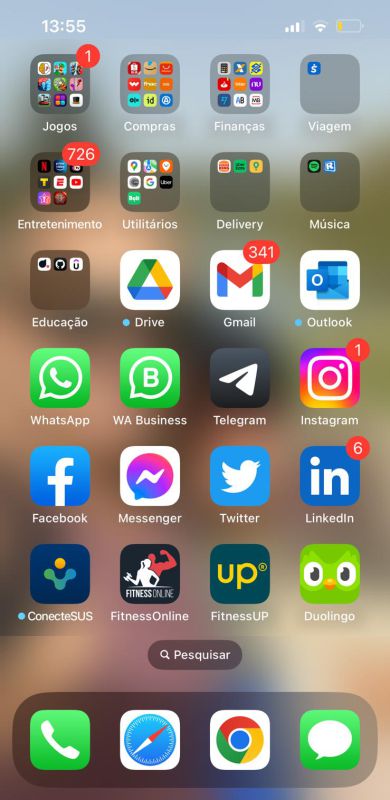 13:55
1
Jogos
Compras
Finanças
Viagem
726
Entretenimento
Utilitários
Delivery
Música
341
Educação
Drive
Gmail
Outlook
1
WhatsApp
WA Business
Telegram
Instagram
6
Facebook
Messenger
Twitter
LinkedIn
FITNESS ONLINE
up®
ConecteSUS
FitnessOnline
FitnessUP
Duolingo
Pesquisar